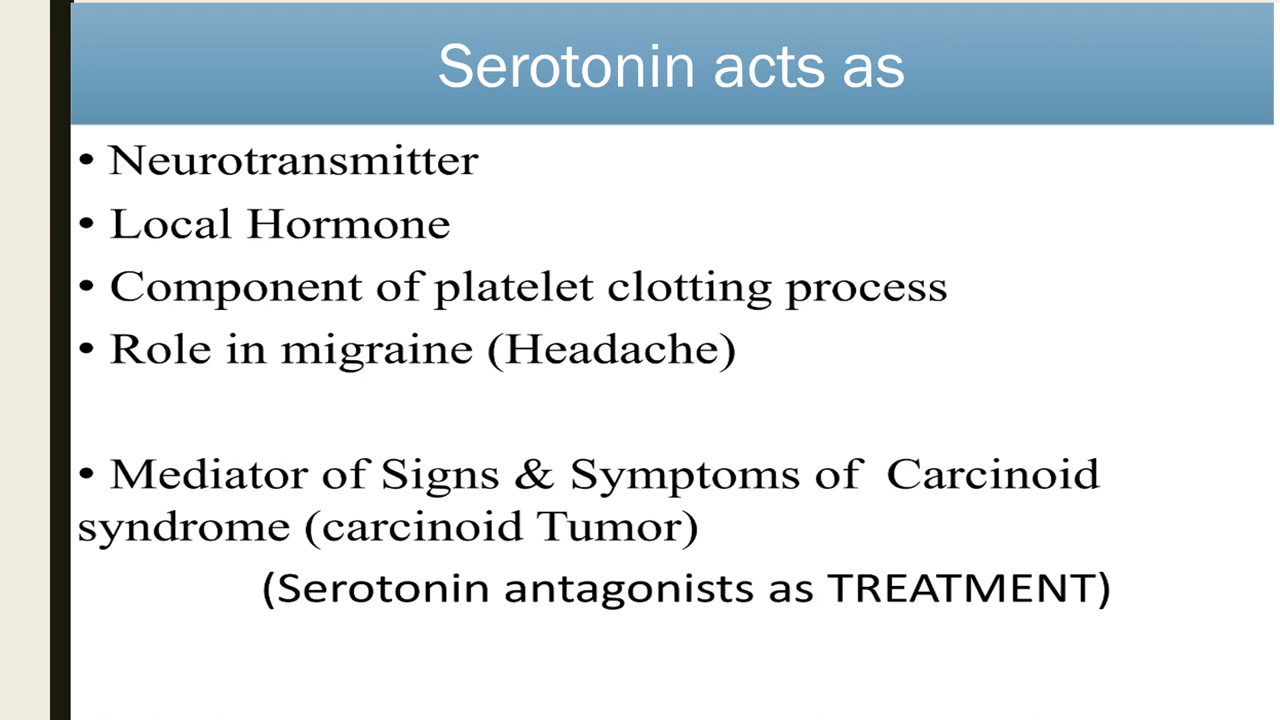 Serotonin acts as
• Neurotransmitter
• Local Hormone
• Component of platelet clotting process
• Role in migraine (Headache)
• Mediator of Signs & Symptoms of Carcinoid
syndrome (carcinoid Tumor)
(Serotonin antagonists as TREATMENT)